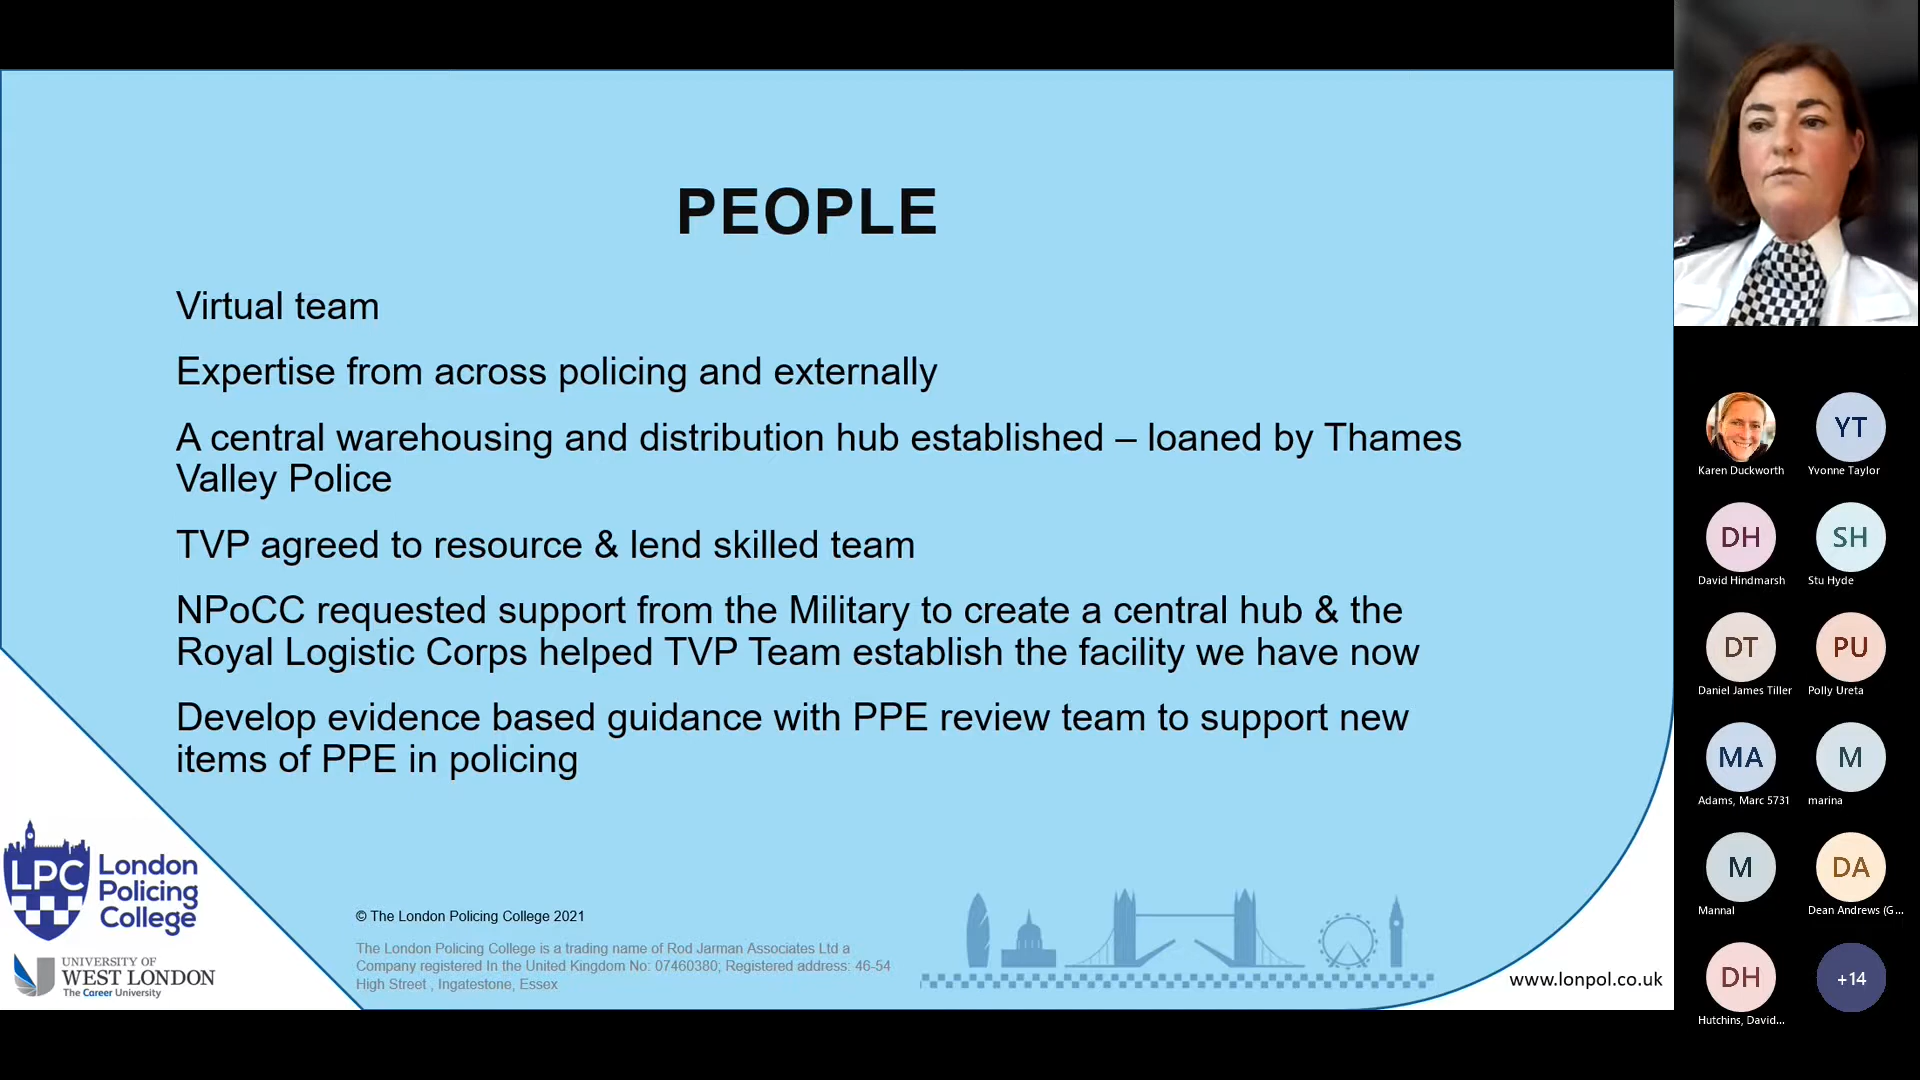 PEOPLE
Virtual team
Expertise from across policing and externally
A central warehousing and distribution hub established – loaned by Thames
Valley Police
TVP agreed to resource & lend skilled team
NPoCC requested support from the Military to create a central hub & the
Royal Logistic Corps helped TVP Team establish the facility we have now
Develop evidence based guidance with PPE review team to support new
items of PPE in policing
LPC
London
Policing
College
UNIVERSITY OF
WEST LONDON
The Career University
© The London Policing College 2021
The London Policing College is a trading name of Rod Jarman Associates Ltd a
Company registered In the United Kingdom No: 07460380; Registered address: 46-54
High Street , Ingatestone, Essex
www.lonpol.co.uk
Karen Duckworth
YT
Yvonne Taylor
DH
David Hindmarsh
SH
Stu Hyde
DT
Daniel James Tiller
PU
Polly Ureta
MA
Adams, Marc 5731
M
marina
M
Mannal
DA
Dean Andrews (G...
DH
Hutchins, David...
+14